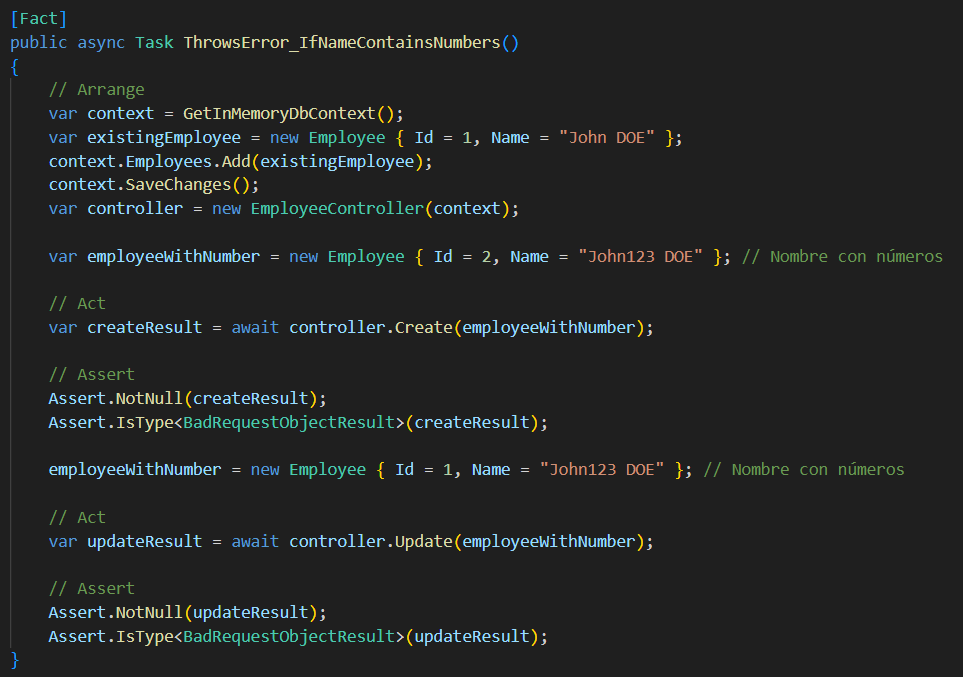 [Fact]
public async Task ThrowsError_IfNameContainsNumbers()
{
// Arrange
var context = GetInMemoryDbContext();
var existingEmployee = new Employee { Id = 1, Name = "John DOE" };
context.Employees.Add(existingEmployee);
context.SaveChanges();
var controller = new EmployeeController(context);
var employeeWithNumber = new Employee { Id = 2, Name = "John123 DOE" }; // Nombre con números
// Act
var createResult = await controller.Create(employeeWithNumber);
// Assert
Assert.NotNull(createResult);
Assert.IsType<BadRequestObjectResult>(createResult);
employeeWithNumber = new Employee { Id = 1, Name = "John123 DOE" }; // Nombre con números
// Act
var updateResult = await controller.Update(employeeWithNumber);
// Assert
Assert.NotNull(updateResult);
Assert.IsType<BadRequestObjectResult>(updateResult);
}